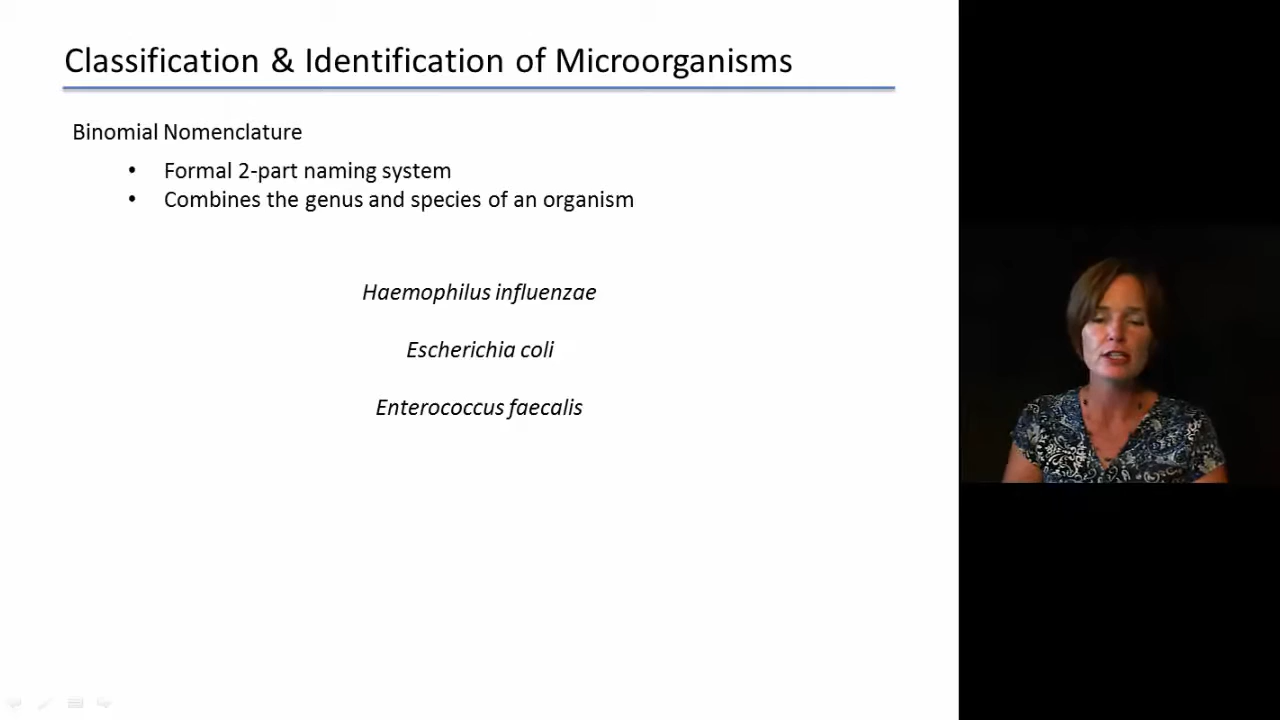 Classification & Identification of Microorganisms
Binomial Nomenclature
• Formal 2-part naming system
• Combines the genus and species of an organism
Haemophilus influenzae
Escherichia coli
Enterococcus faecalis